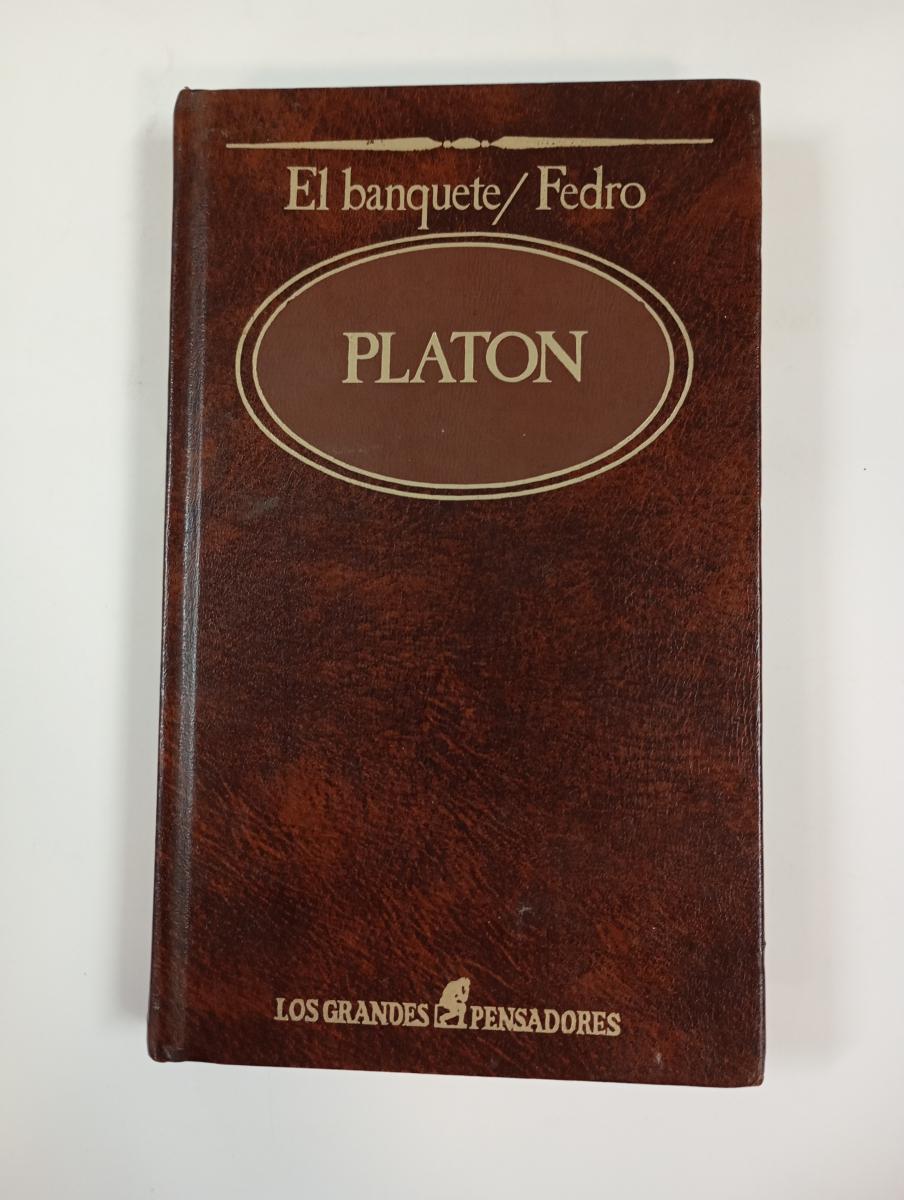 El banquete/ Fedro
PLATON
LOS GRANDES PENSADORES